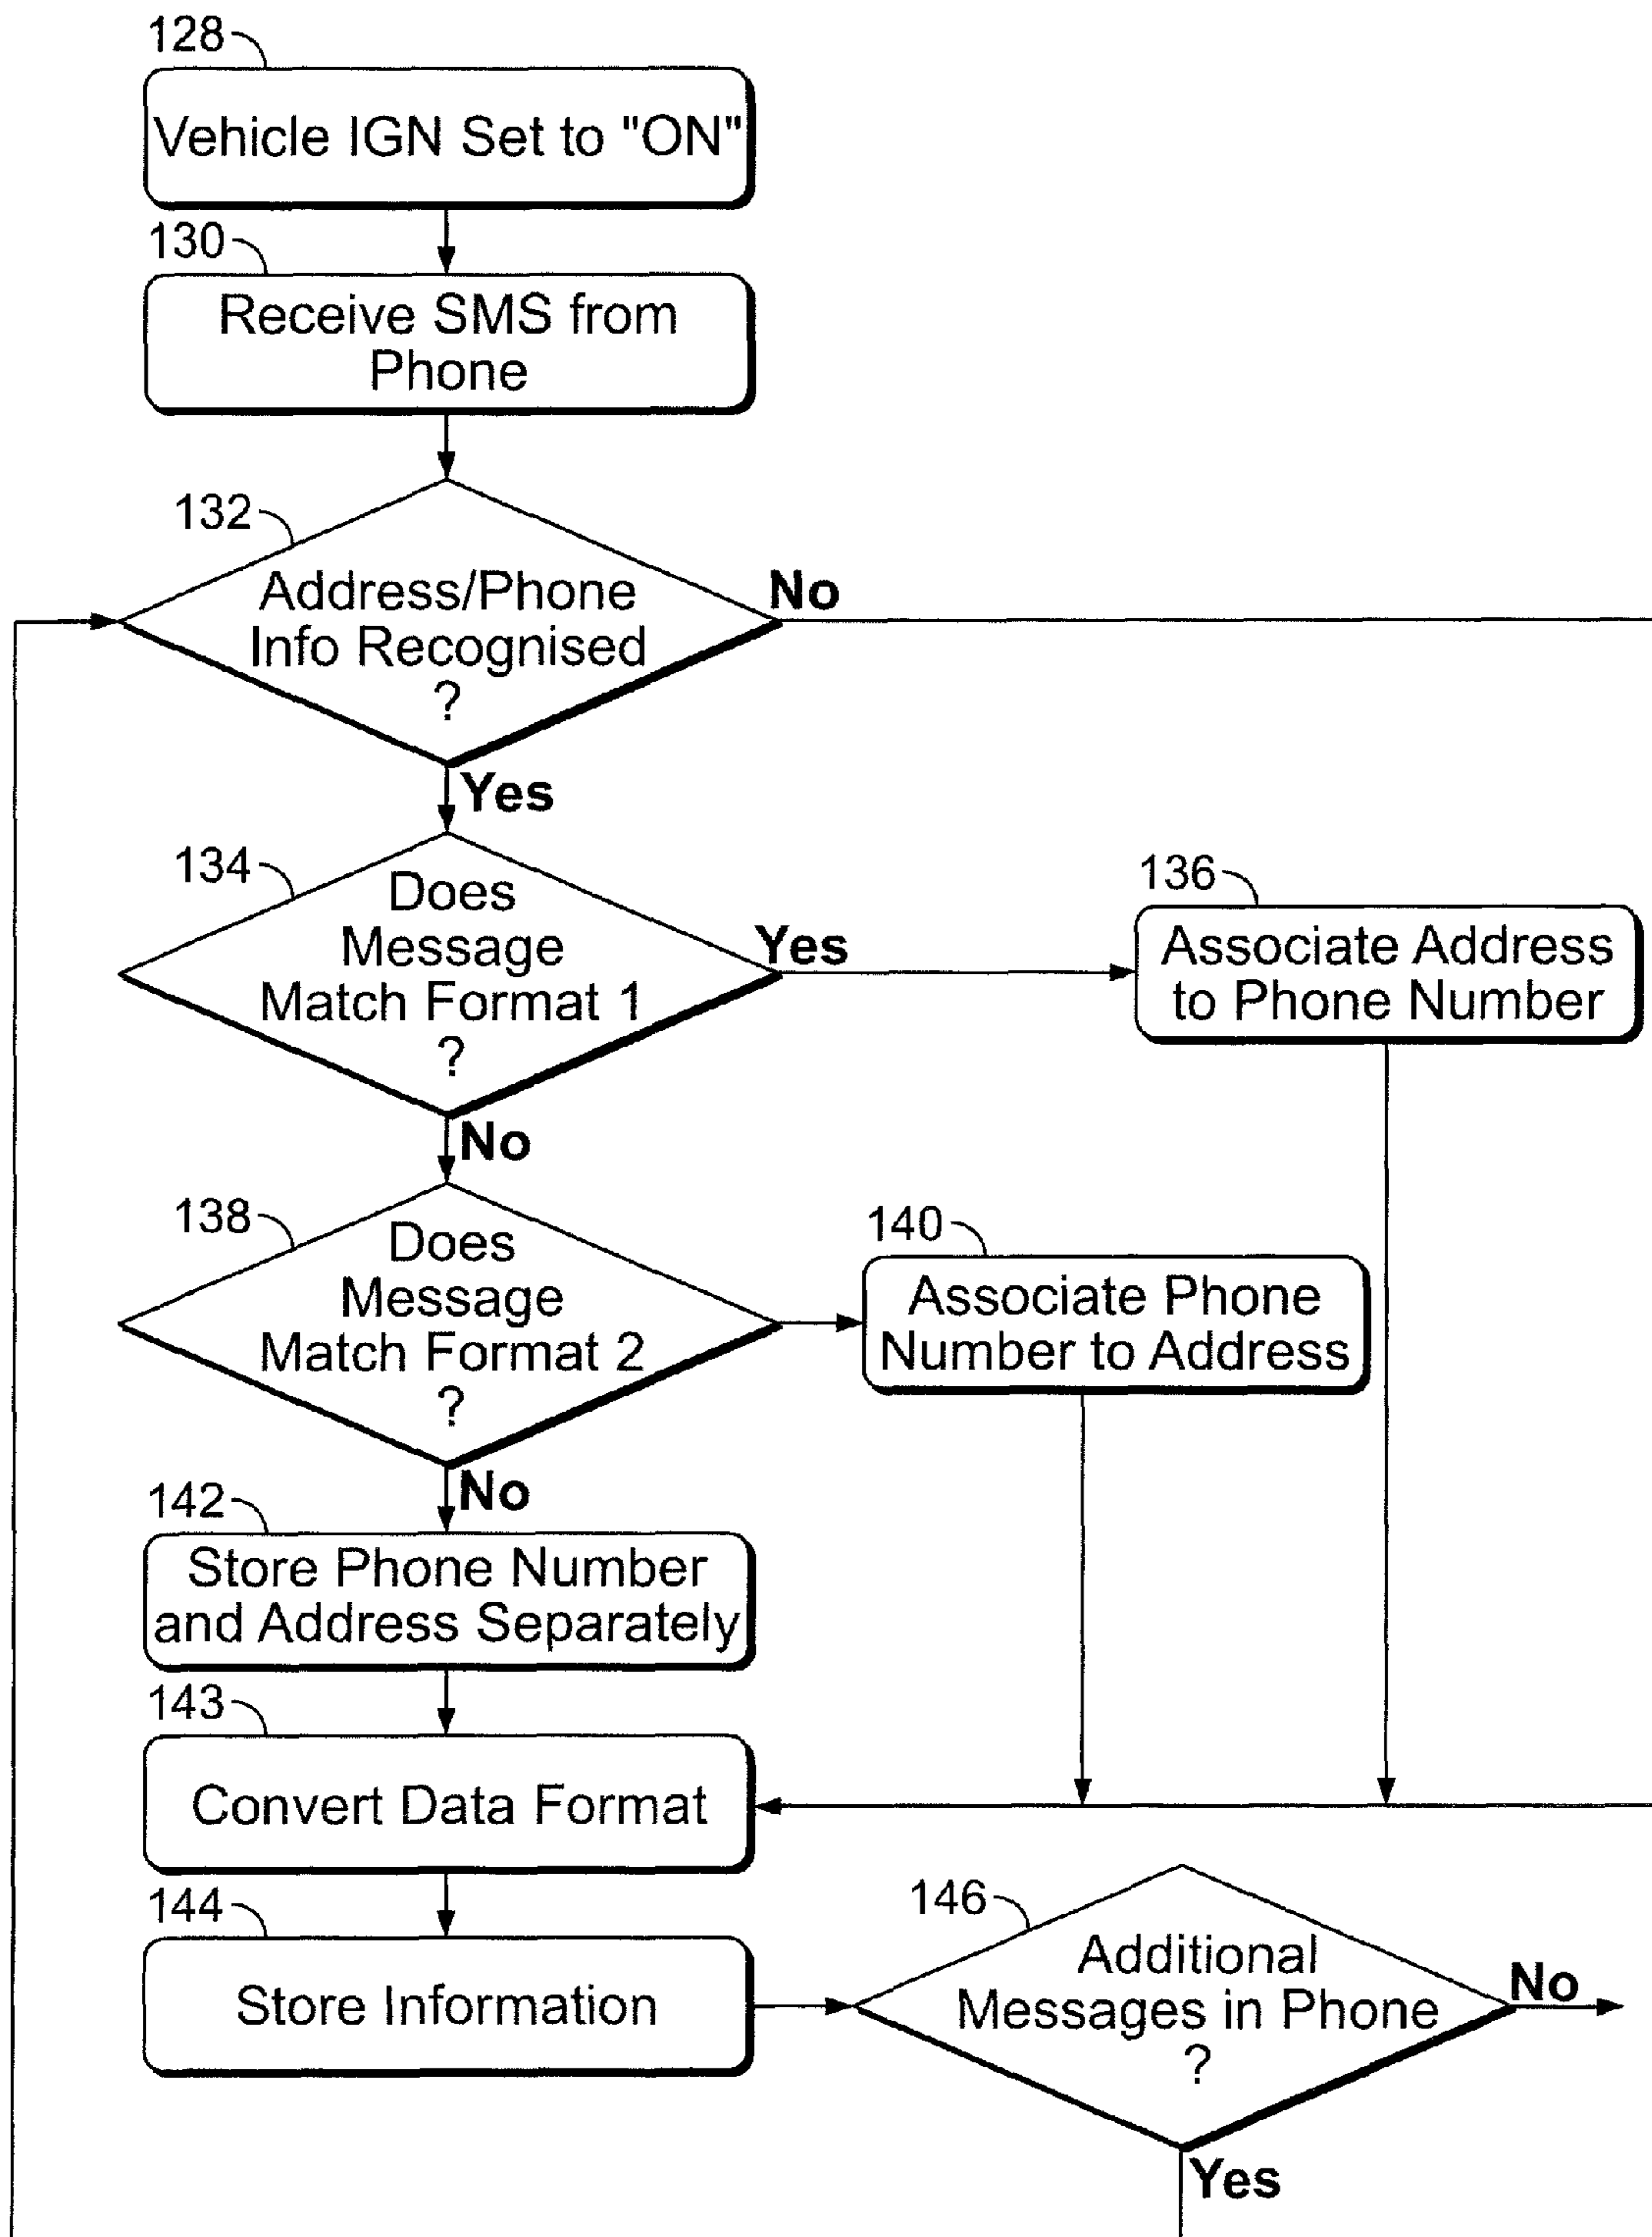 128
Vehicle IGN Set to "ON"
130
Receive SMS from
Phone
132
Address/Phone
Info Recognised
?
No
Yes
134
Does
Message
Match Format 1
?
Yes
136
Associate Address
to Phone Number
No
138
Does
Message
Match Format 2
?
140
Associate Phone
Number to Address
No
142
Store Phone Number
and Address Separately
143
Convert Data Format
144
Store Information
146
Additional
Messages in Phone
?
No
Yes